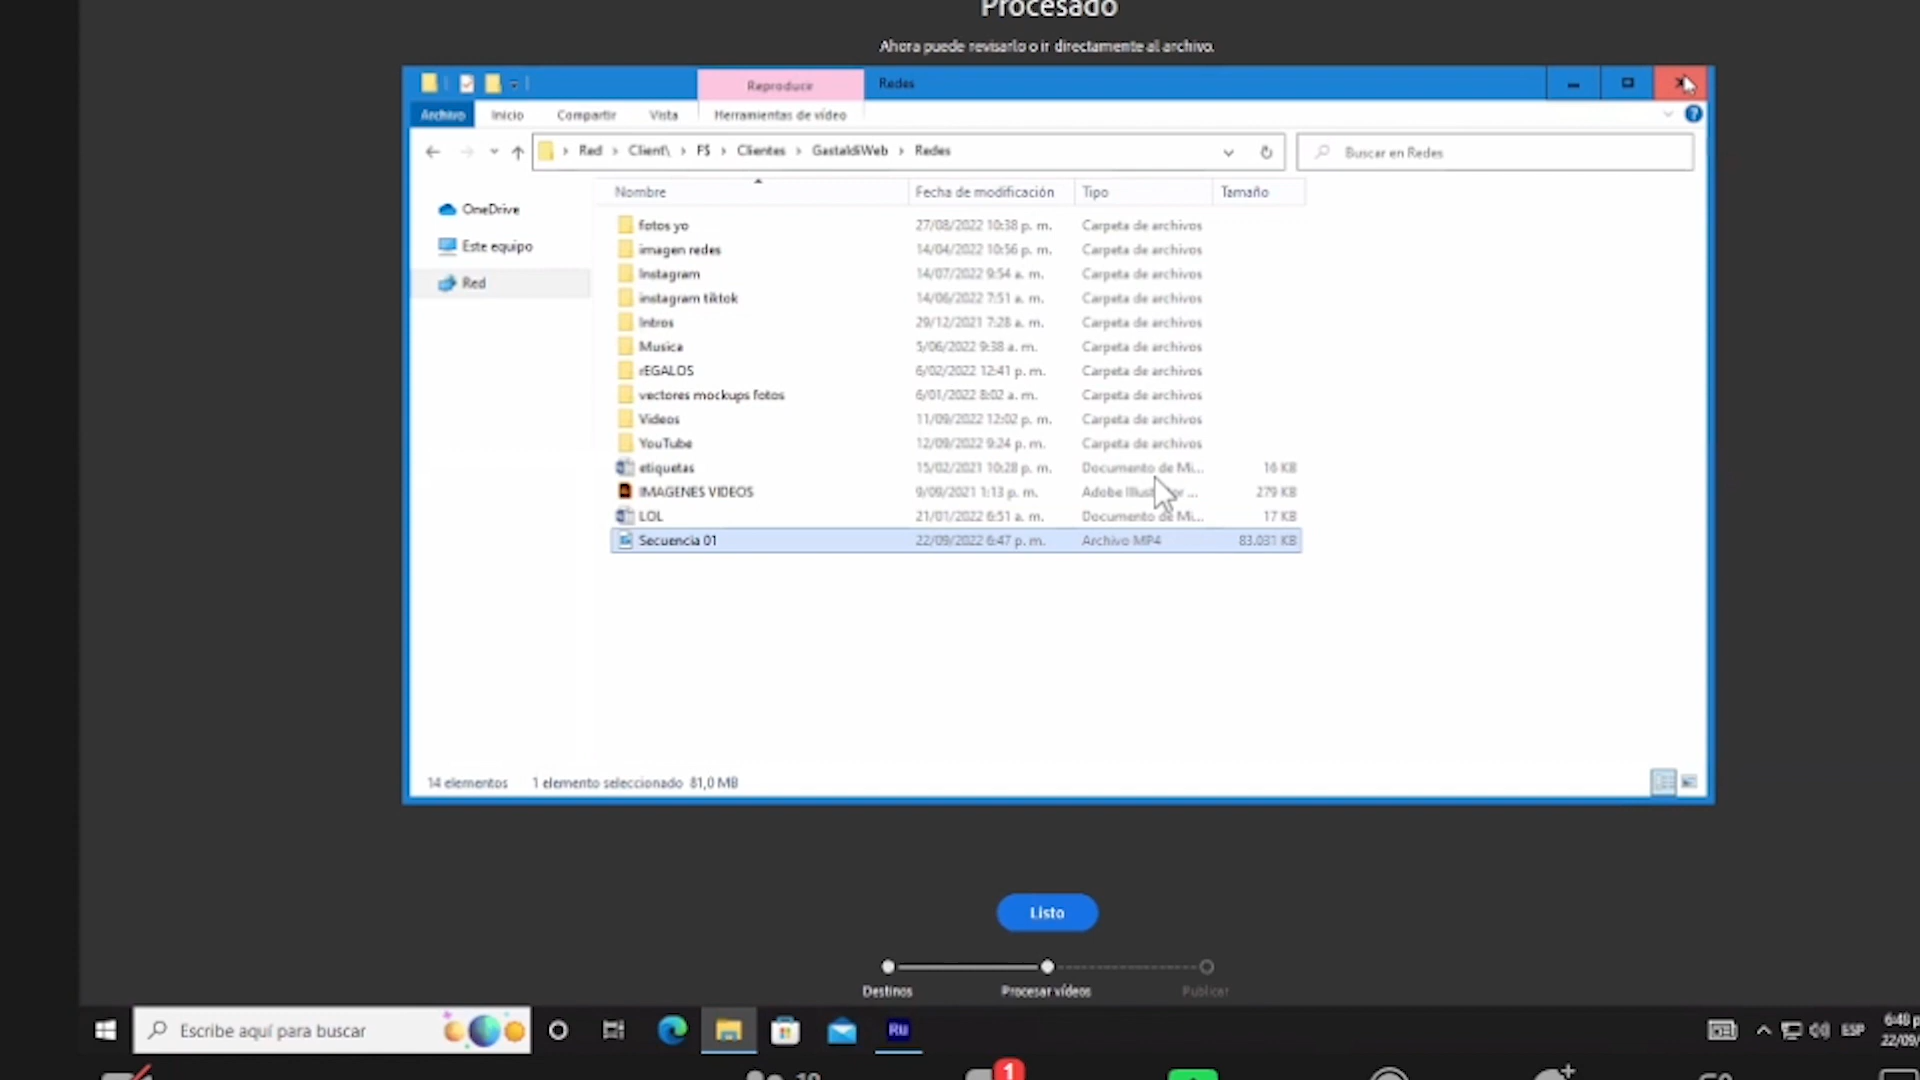 Procesado
Ahora puede revisarlo o ir directamente al archivo.
Reproducir
Redes
Archivo
Inicio
Compartir
Vista
Herramientas de vídeo
Red > Client\ > F$ > Clientes > GastaldiWeb > Redes
Buscar en Redes
Nombre Fecha de modificación Tipo Tamaño
OneDrive
Este equipo
Red
fotos yo 27/08/2022 10:38 p. m. Carpeta de archivos
imagen redes 14/04/2022 10:56 p. m. Carpeta de archivos
Instagram 14/07/2022 9:54 a. m. Carpeta de archivos
instagram tiktok 14/06/2022 7:51 a. m. Carpeta de archivos
Intros 29/12/2021 7:28 a. m. Carpeta de archivos
Musica 5/06/2022 9:38 a. m. Carpeta de archivos
rEGALOS 6/02/2022 12:41 p. m. Carpeta de archivos
vectores mockups fotos 6/01/2022 8:02 a. m. Carpeta de archivos
Videos 11/09/2022 12:02 p. m. Carpeta de archivos
YouTube 12/09/2022 9:24 p. m. Carpeta de archivos
etiquetas 15/02/2021 10:28 p. m. Documento de Mi... 16 KB
IMAGENES VIDEOS 9/09/2021 1:13 p. m. Adobe ... 279 KB
LOL 21/01/2022 6:51 a. m. Documento de Mi... 17 KB
Secuencia 01 22/09/2022 6:47 p. m. Archivo MP4 83.031 KB
14 elementos 1 elemento seleccionado 81,0 MB
Listo
Destinos
Procesar vídeos
Publicar
Escribe aquí para buscar
Ru
ESP
6:48 p
22/09/
1